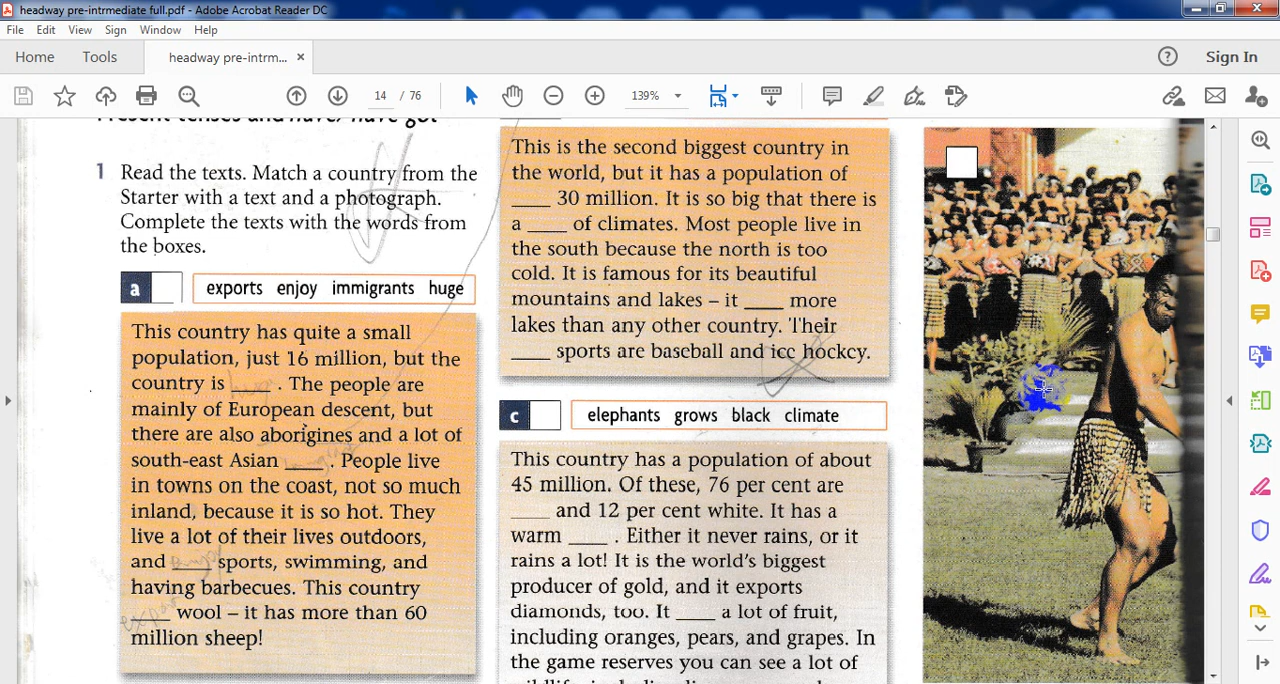 headway pre-intrmediate full.pdf - Adobe Acrobat Reader DC
File Edit View Sign Window Help
Home Tools headway pre-intrm... × Sign In
14 / 76 139%
Present tenses and have/have got
1 Read the texts. Match a country from the
Starter with a text and a photograph.
Complete the texts with the words from
the boxes.
a
exports enjoy immigrants huge
This country has quite a small
population, just 16 million, but the
country is huge . The people are
mainly of European descent, but
there are also aborigines and a lot of
south-east Asian ____ . People live
in towns on the coast, not so much
inland, because it is so hot. They
live a lot of their lives outdoors,
and enjoy sports, swimming, and
having barbecues. This country
____ wool – it has more than 60
million sheep!
This is the second biggest country in
the world, but it has a population of
____ 30 million. It is so big that there is
a ____ of climates. Most people live in
the south because the north is too
cold. It is famous for its beautiful
mountains and lakes – it ____ more
lakes than any other country. Their
____ sports are baseball and ice hockey.
c
elephants grows black climate
This country has a population of about
45 million. Of these, 76 per cent are
____ and 12 per cent white. It has a
warm ____ . Either it never rains, or it
rains a lot! It is the world's biggest
producer of gold, and it exports
diamonds, too. It ____ a lot of fruit,
including oranges, pears, and grapes. In
the game reserves you can see a lot of